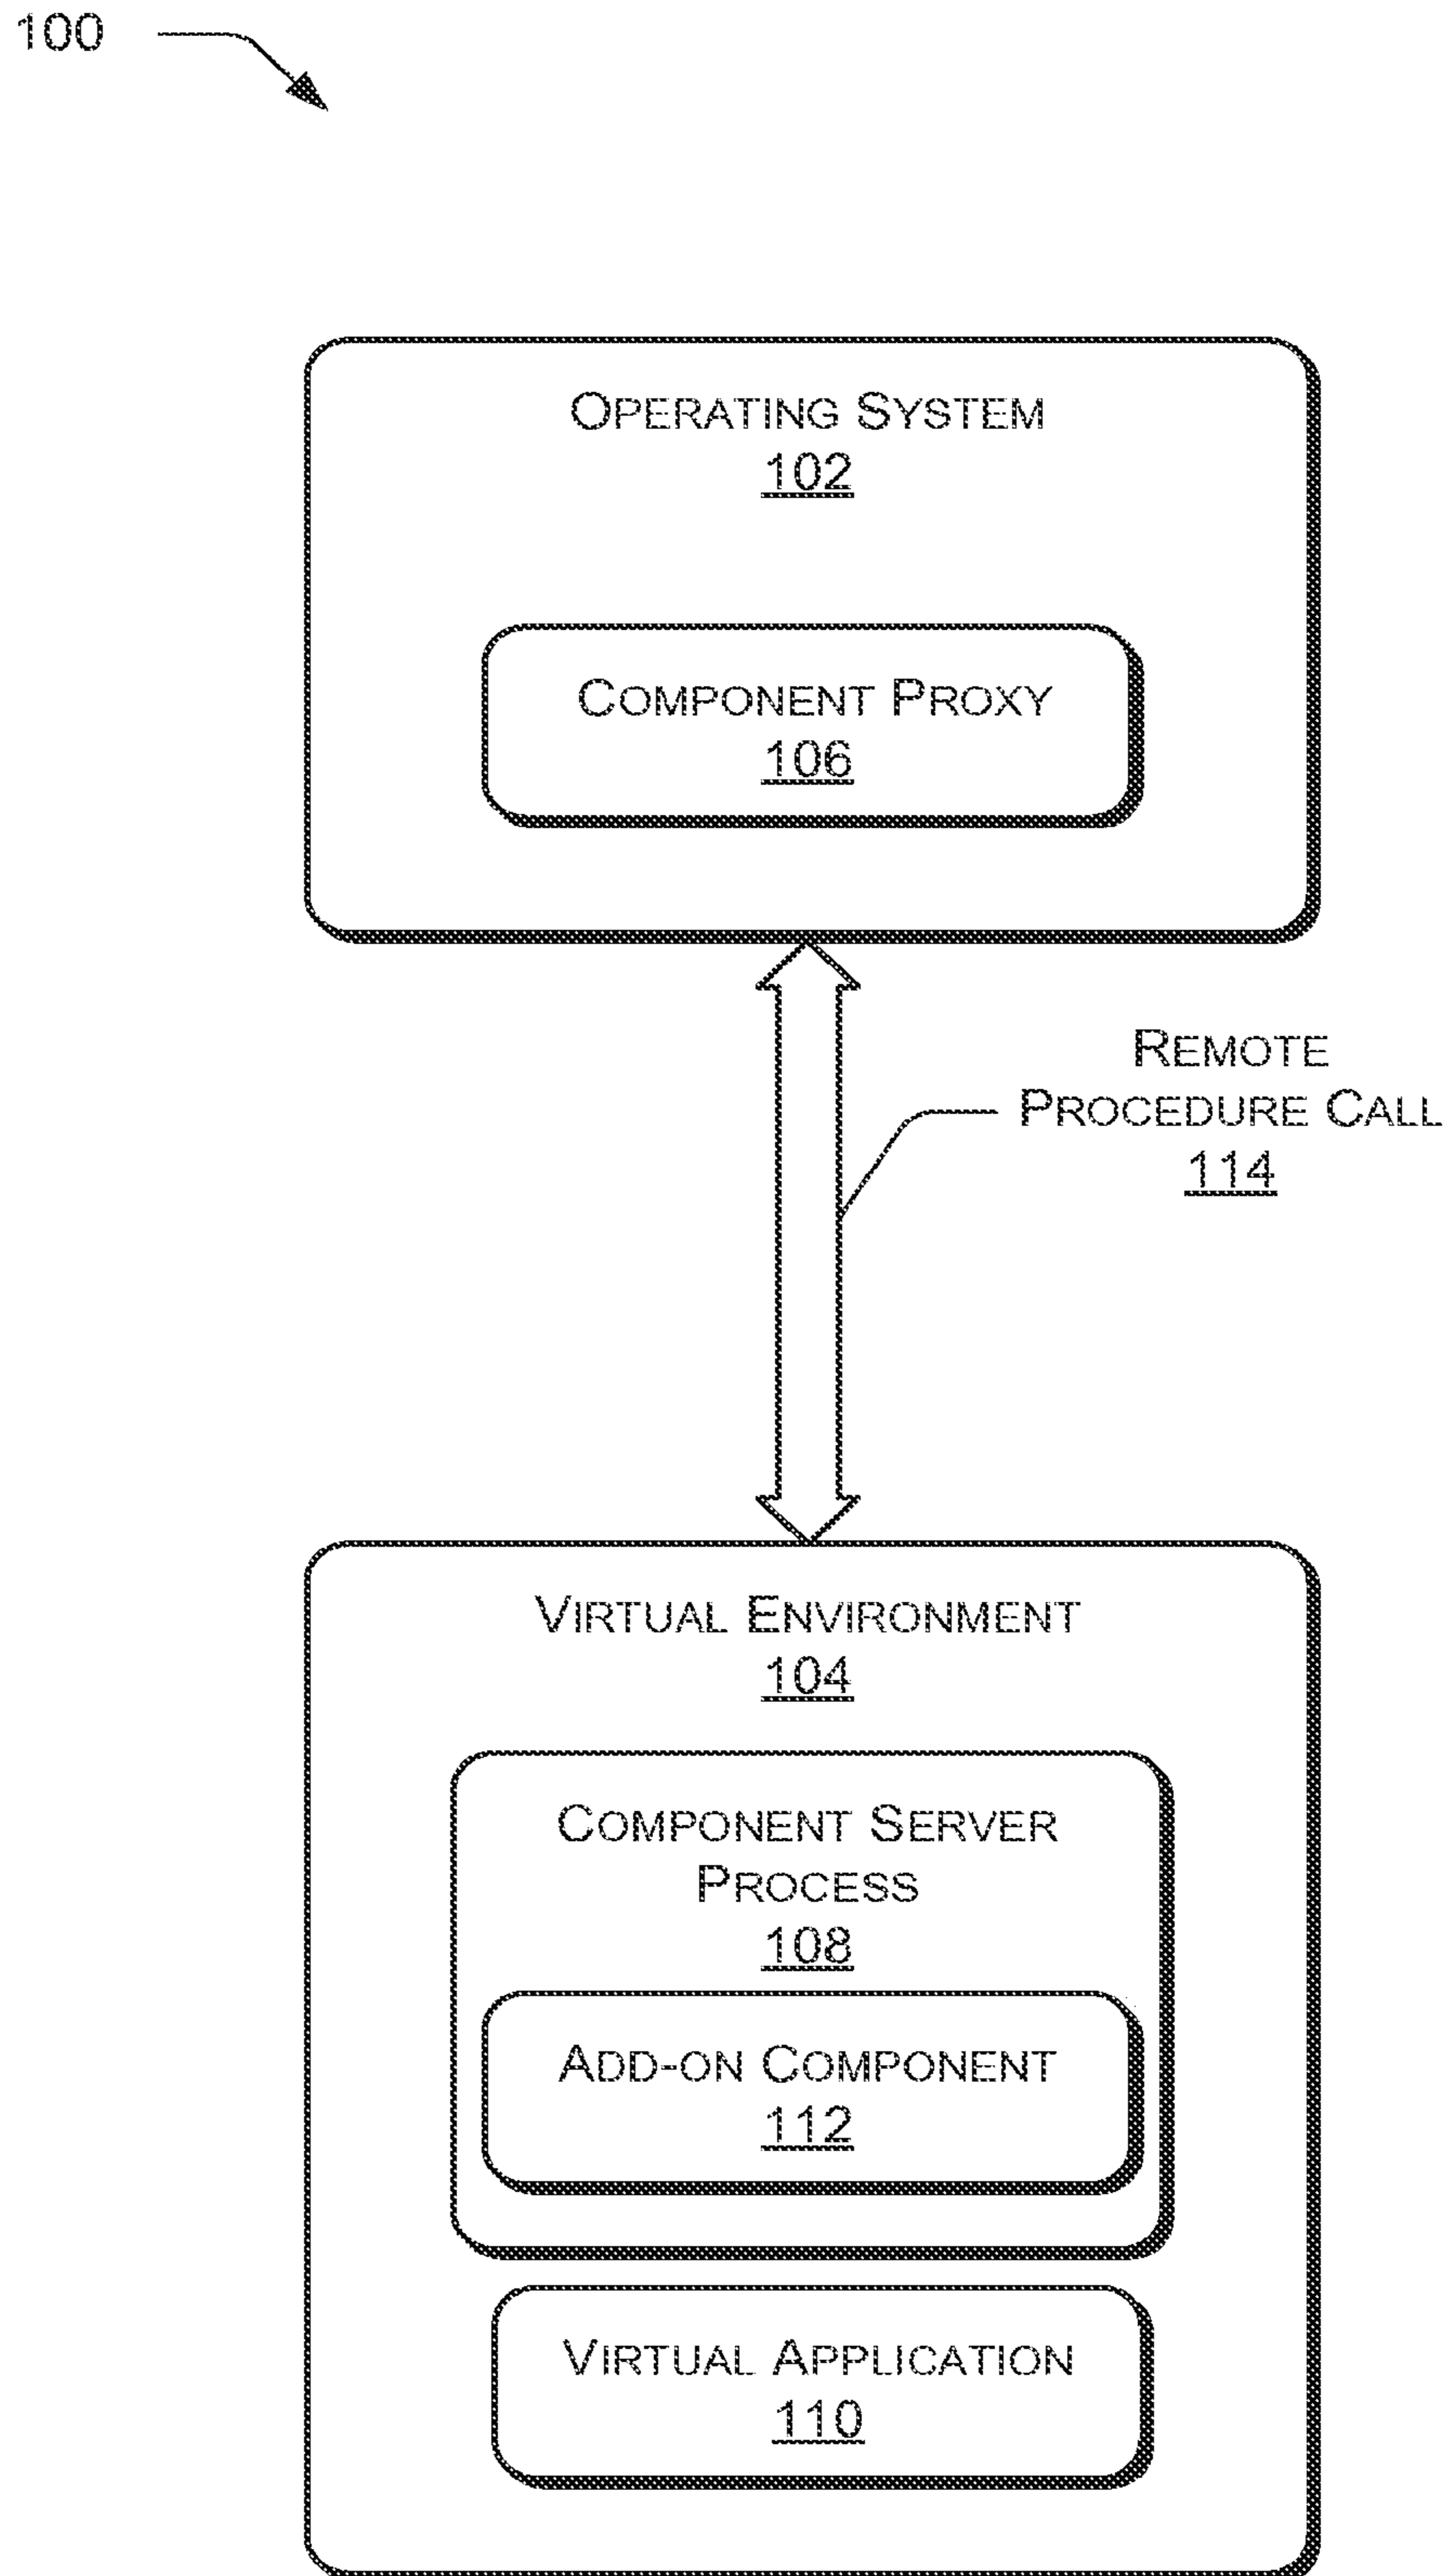 100
OPERATING SYSTEM
102
COMPONENT PROXY
106
REMOTE
PROCEDURE CALL
114
VIRTUAL ENVIRONMENT
104
COMPONENT SERVER
PROCESS
108
ADD-ON COMPONENT
112
VIRTUAL APPLICATION
110